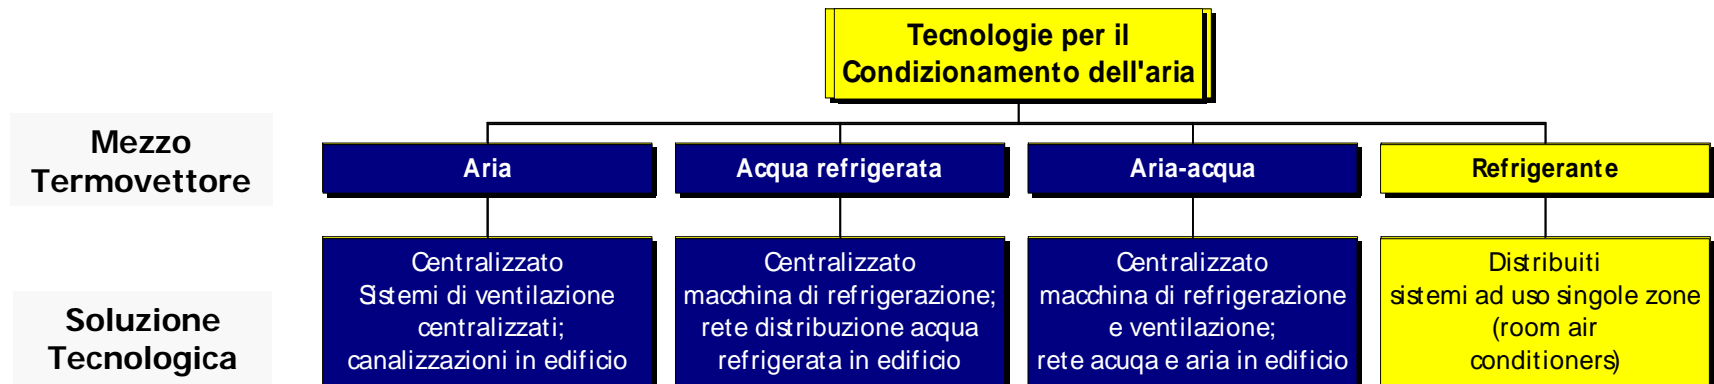 Tecnologie per il
Condizionamento dell'aria
Mezzo
Termovettore
Aria
Acqua refrigerata
Aria-acqua
Refrigerante
Soluzione
Tecnologica
Centralizzato
Sistemi di ventilazione
centralizzati;
canalizzazioni in edificio
Centralizzato
macchina di refrigerazione;
rete distribuzione acqua
refrigerata in edificio
Centralizzato
macchina di refrigerazione
e ventilazione;
rete acuqa e aria in edificio
Distribuiti
sistemi ad uso singole zone
(room air
conditioners)